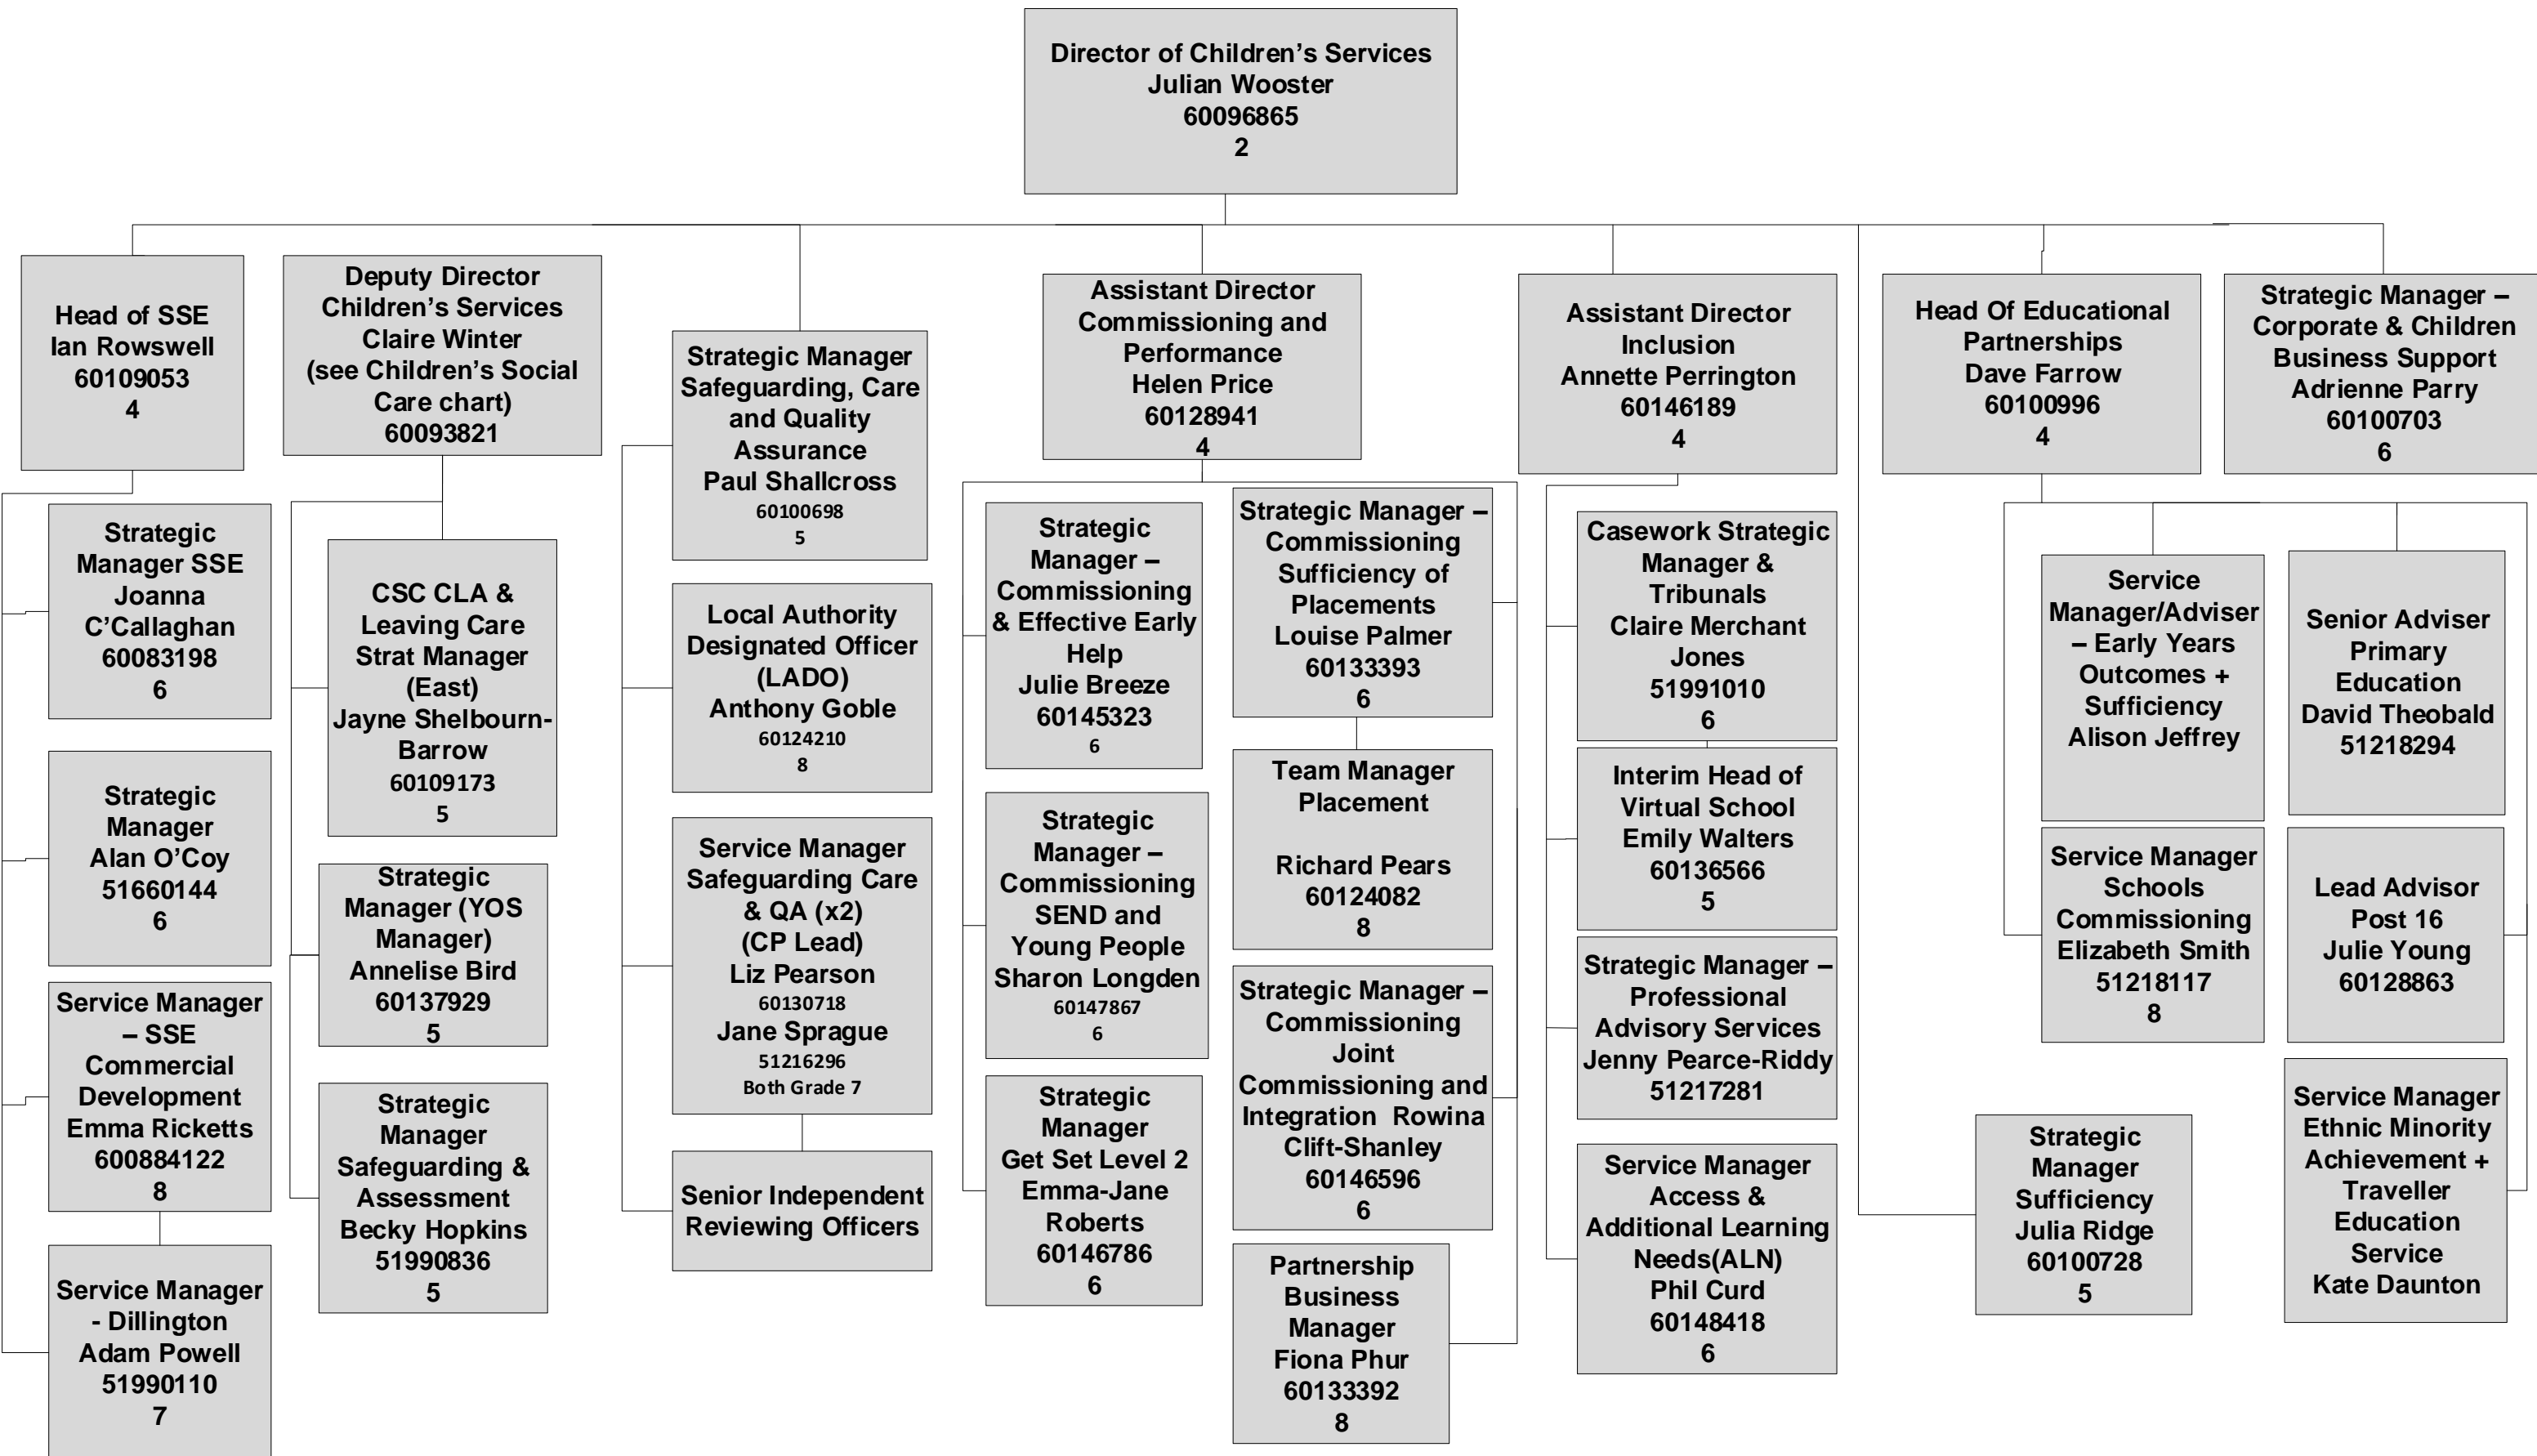 Director of Children’s Services
Julian Wooster
60096865
2
Head of SSE
Ian Rowswell
60109053
4
Strategic
Manager SSE
Joanna
C’Callaghan
60083198
6
Strategic
Manager
Alan O’Coy
51660144
6
Service Manager
– SSE
Commercial
Development
Emma Ricketts
600884122
8
Service Manager
- Dillington
Adam Powell
51990110
7
Deputy Director
Children’s Services
Claire Winter
(see Children’s Social
Care chart)
60093821
CSC CLA &
Leaving Care
Strat Manager
(East)
Jayne Shelbourn-
Barrow
60109173
5
Strategic
Manager (YOS
Manager)
Annelise Bird
60137929
5
Strategic
Manager
Safeguarding &
Assessment
Becky Hopkins
51990836
5
Strategic Manager
Safeguarding, Care
and Quality
Assurance
Paul Shallcross
60100698
5
Local Authority
Designated Officer
(LADO)
Anthony Goble
60124210
8
Service Manager
Safeguarding Care
& QA (x2)
(CP Lead)
Liz Pearson
60130718
Jane Sprague
51216296
Both Grade 7
Senior Independent
Reviewing Officers
Assistant Director
Commissioning and
Performance
Helen Price
60128941
4
Strategic
Manager –
Commissioning
& Effective Early
Help
Julie Breeze
60145323
6
Strategic
Manager –
Commissioning
SEND and
Young People
Sharon Longden
60147867
6
Strategic
Manager
Get Set Level 2
Emma-Jane
Roberts
60146786
6
Strategic Manager –
Commissioning
Sufficiency of
Placements
Louise Palmer
60133393
6
Team Manager
Placement
Richard Pears
60124082
8
Strategic Manager –
Commissioning
Joint
Commissioning and
Integration  Rowina
Clift-Shanley
60146596
6
Partnership
Business
Manager
Fiona Phur
60133392
8
Assistant Director
Inclusion
Annette Perrington
60146189
4
Casework Strategic
Manager &
Tribunals
Claire Merchant
Jones
51991010
6
Interim Head of
Virtual School
Emily Walters
60136566
5
Strategic Manager –
Professional
Advisory Services
Jenny Pearce-Riddy
51217281
Service Manager
Access &
Additional Learning
Needs(ALN)
Phil Curd
60148418
6
Head Of Educational
Partnerships
Dave Farrow
60100996
4
Service
Manager/Adviser
– Early Years
Outcomes +
Sufficiency
Alison Jeffrey
Service Manager
Schools
Commissioning
Elizabeth Smith
51218117
8
Strategic
Manager
Sufficiency
Julia Ridge
60100728
5
Strategic Manager –
Corporate & Children
Business Support
Adrienne Parry
60100703
6
Senior Adviser
Primary
Education
David Theobald
51218294
Lead Advisor
Post 16
Julie Young
60128863
Service Manager
Ethnic Minority
Achievement +
Traveller
Education
Service
Kate Daunton